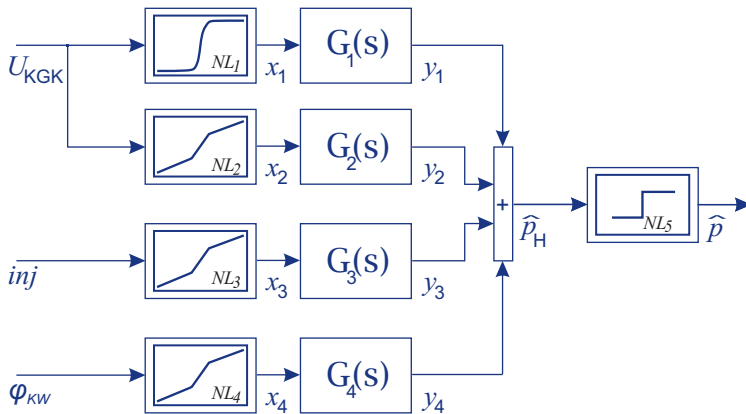 U_KGK
NL₁
x₁
G₁(s)
y₁
NL₂
x₂
G₂(s)
y₂
+
p̂_H
NL₅
p̂
inj
NL₃
x₃
G₃(s)
y₃
φ_KW
NL₄
x₄
G₄(s)
y₄